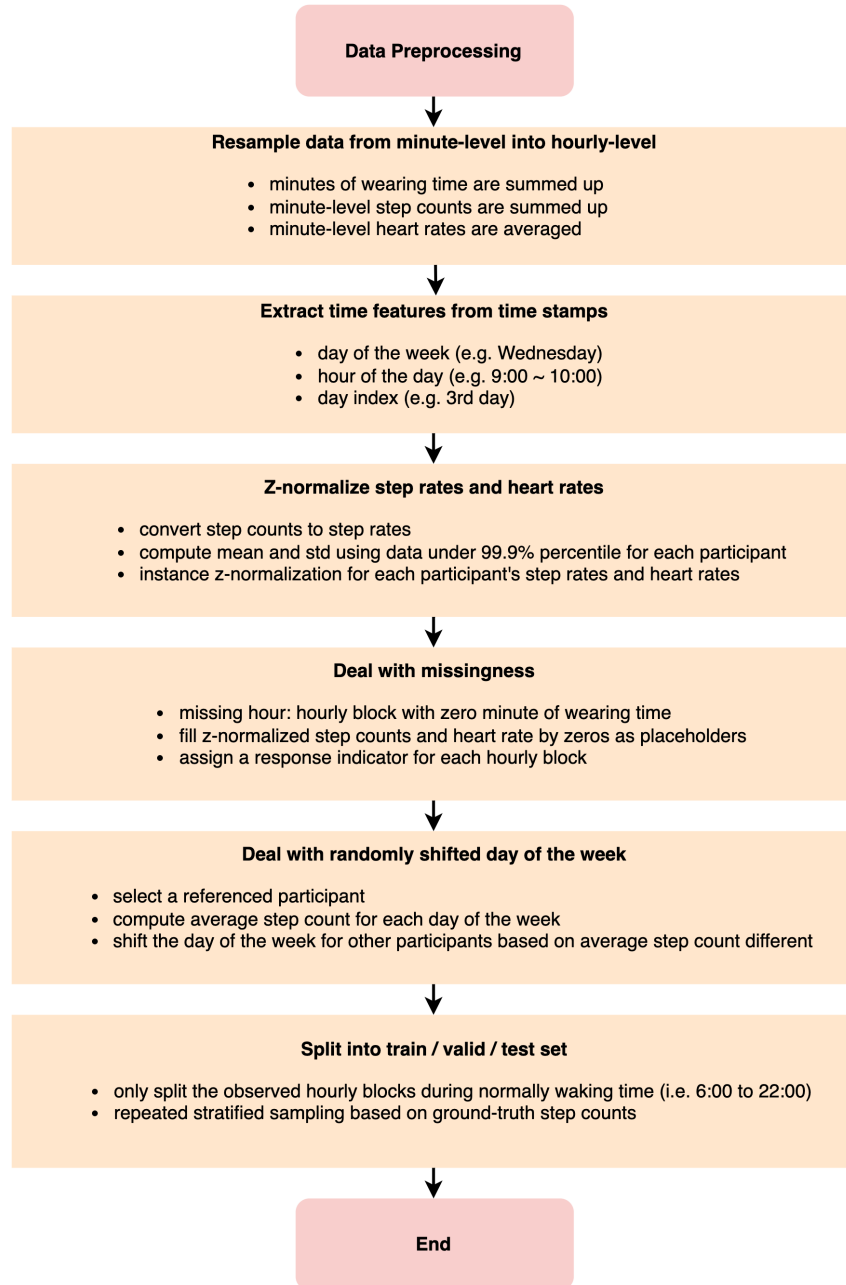 Data Preprocessing
Resample data from minute-level into hourly-level
• minutes of wearing time are summed up
• minute-level step counts are summed up
• minute-level heart rates are averaged
Extract time features from time stamps
• day of the week (e.g. Wednesday)
• hour of the day (e.g. 9:00 ~ 10:00)
• day index (e.g. 3rd day)
Z-normalize step rates and heart rates
• convert step counts to step rates
• compute mean and std using data under 99.9% percentile for each participant
• instance z-normalization for each participant's step rates and heart rates
Deal with missingness
• missing hour: hourly block with zero minute of wearing time
• fill z-normalized step counts and heart rate by zeros as placeholders
• assign a response indicator for each hourly block
Deal with randomly shifted day of the week
• select a referenced participant
• compute average step count for each day of the week
• shift the day of the week for other participants based on average step count different
Split into train / valid / test set
• only split the observed hourly blocks during normally waking time (i.e. 6:00 to 22:00)
• repeated stratified sampling based on ground-truth step counts
End